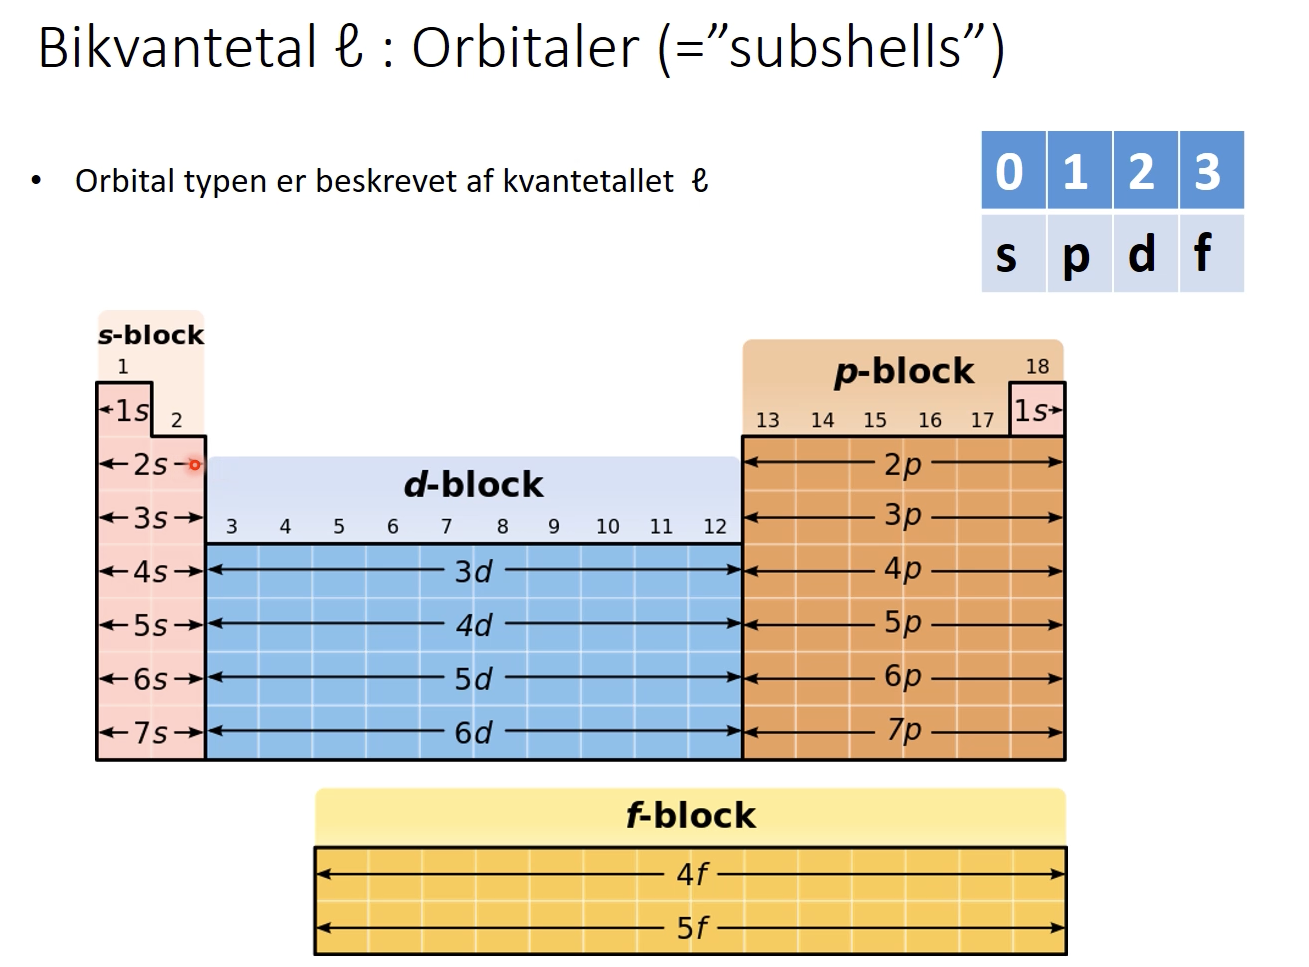 Bikvantetal ℓ : Orbitaler (=”subshells”)
• Orbital typen er beskrevet af kvantetallet ℓ
0 1 2 3
s p d f
s-block
1
18
p-block
1s
2
13 14 15 16 17
1s
2s
2p
d-block
3s
3 4 5 6 7 8 9 10 11 12
3p
4s
3d
4p
5s
4d
5p
6s
5d
6p
7s
6d
7p
f-block
4f
5f